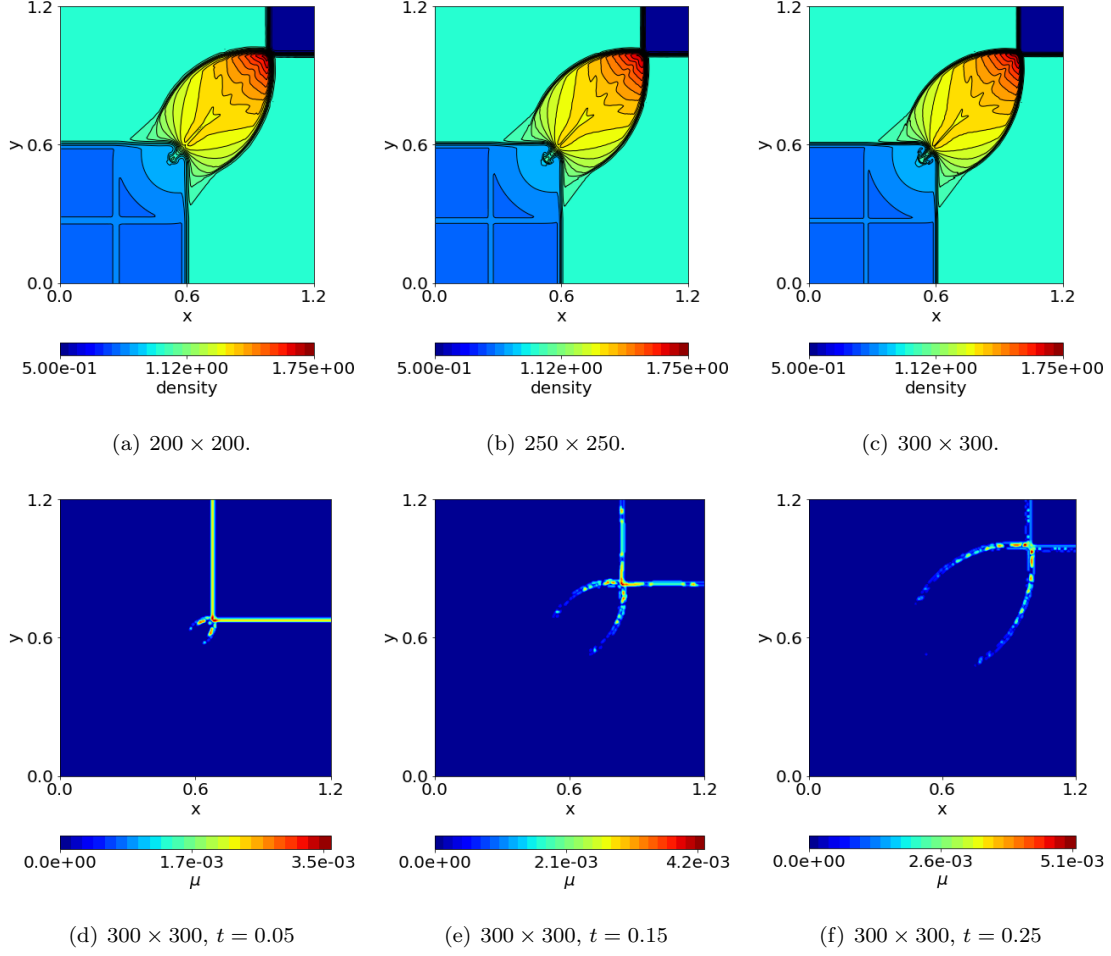 1.2 1.2 1.2
y 0.6 y 0.6 y 0.6
0.0 0.0 0.0
0.0 0.6 1.2 0.0 0.6 1.2 0.0 0.6 1.2
x x x
5.00e-01 1.12e+00 1.75e+00 5.00e-01 1.12e+00 1.75e+00 5.00e-01 1.12e+00 1.75e+00
density density density
(a) 200 × 200. (b) 250 × 250. (c) 300 × 300.
1.2 1.2 1.2
y 0.6 y 0.6 y 0.6
0.0 0.0 0.0
0.0 0.6 1.2 0.0 0.6 1.2 0.0 0.6 1.2
x x x
0.0e+00 1.7e-03 3.5e-03 0.0e+00 2.1e-03 4.2e-03 0.0e+00 2.6e-03 5.1e-03
μ μ μ
(d) 300 × 300, t = 0.05 (e) 300 × 300, t = 0.15 (f) 300 × 300, t = 0.25